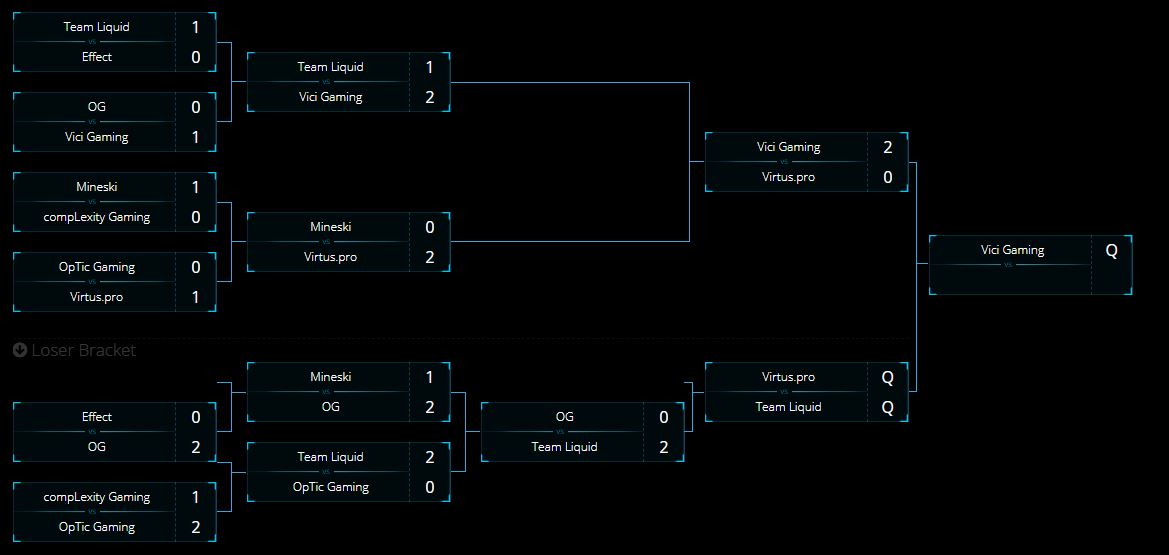 Team Liquid 1
vs
Effect 0
OG 0
vs
Vici Gaming 1
Mineski 1
vs
compLexity Gaming 0
OpTic Gaming 0
vs
Virtus.pro 1
Team Liquid 1
vs
Vici Gaming 2
Mineski 0
vs
Virtus.pro 2
Vici Gaming 2
vs
Virtus.pro 0
Vici Gaming Q
vs
Loser Bracket
Effect 0
vs
OG 2
compLexity Gaming 1
vs
OpTic Gaming 2
Mineski 1
vs
OG 2
Team Liquid 2
vs
OpTic Gaming 0
OG 0
vs
Team Liquid 2
Virtus.pro Q
vs
Team Liquid Q